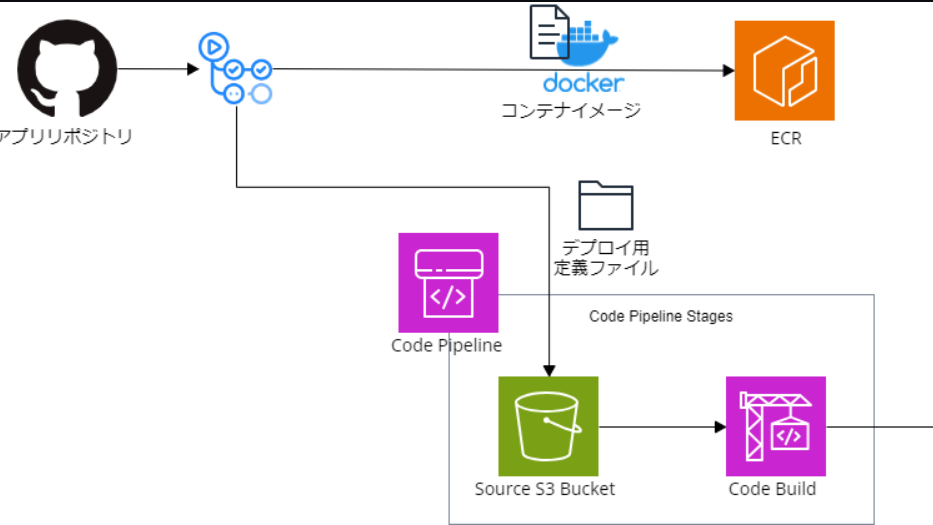 docker
コンテナイメージ
アプリリポジトリ
ECR
デプロイ用
定義ファイル
Code Pipeline Stages
Code Pipeline
Source S3 Bucket
Code Build